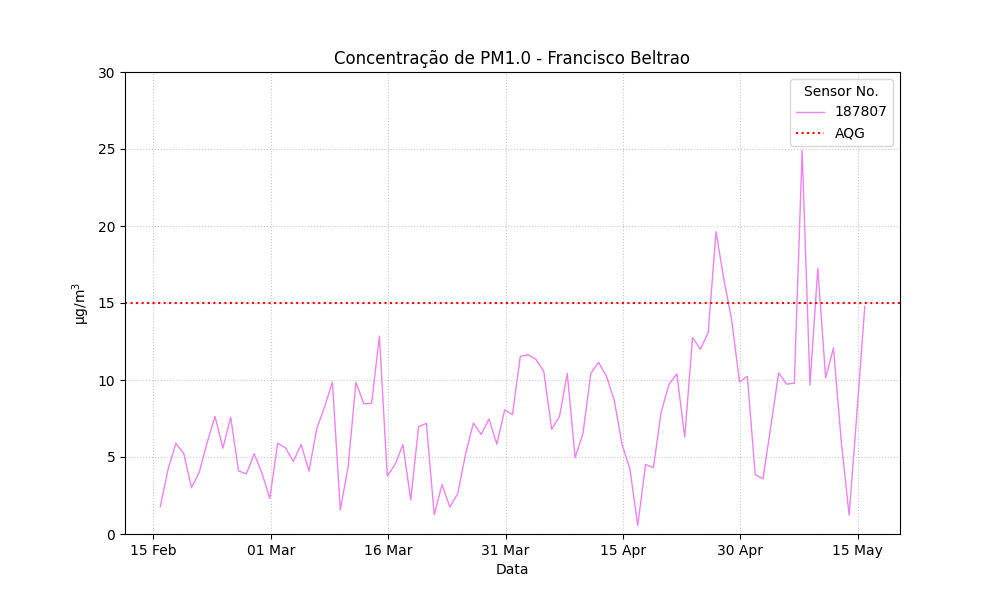 Concentração de PM1.0 - Francisco Beltrao
Sensor No.
187807
AQG
30
25
20
15
10
5
0
µg/m³
15 Feb
01 Mar
16 Mar
31 Mar
15 Apr
30 Apr
15 May
Data